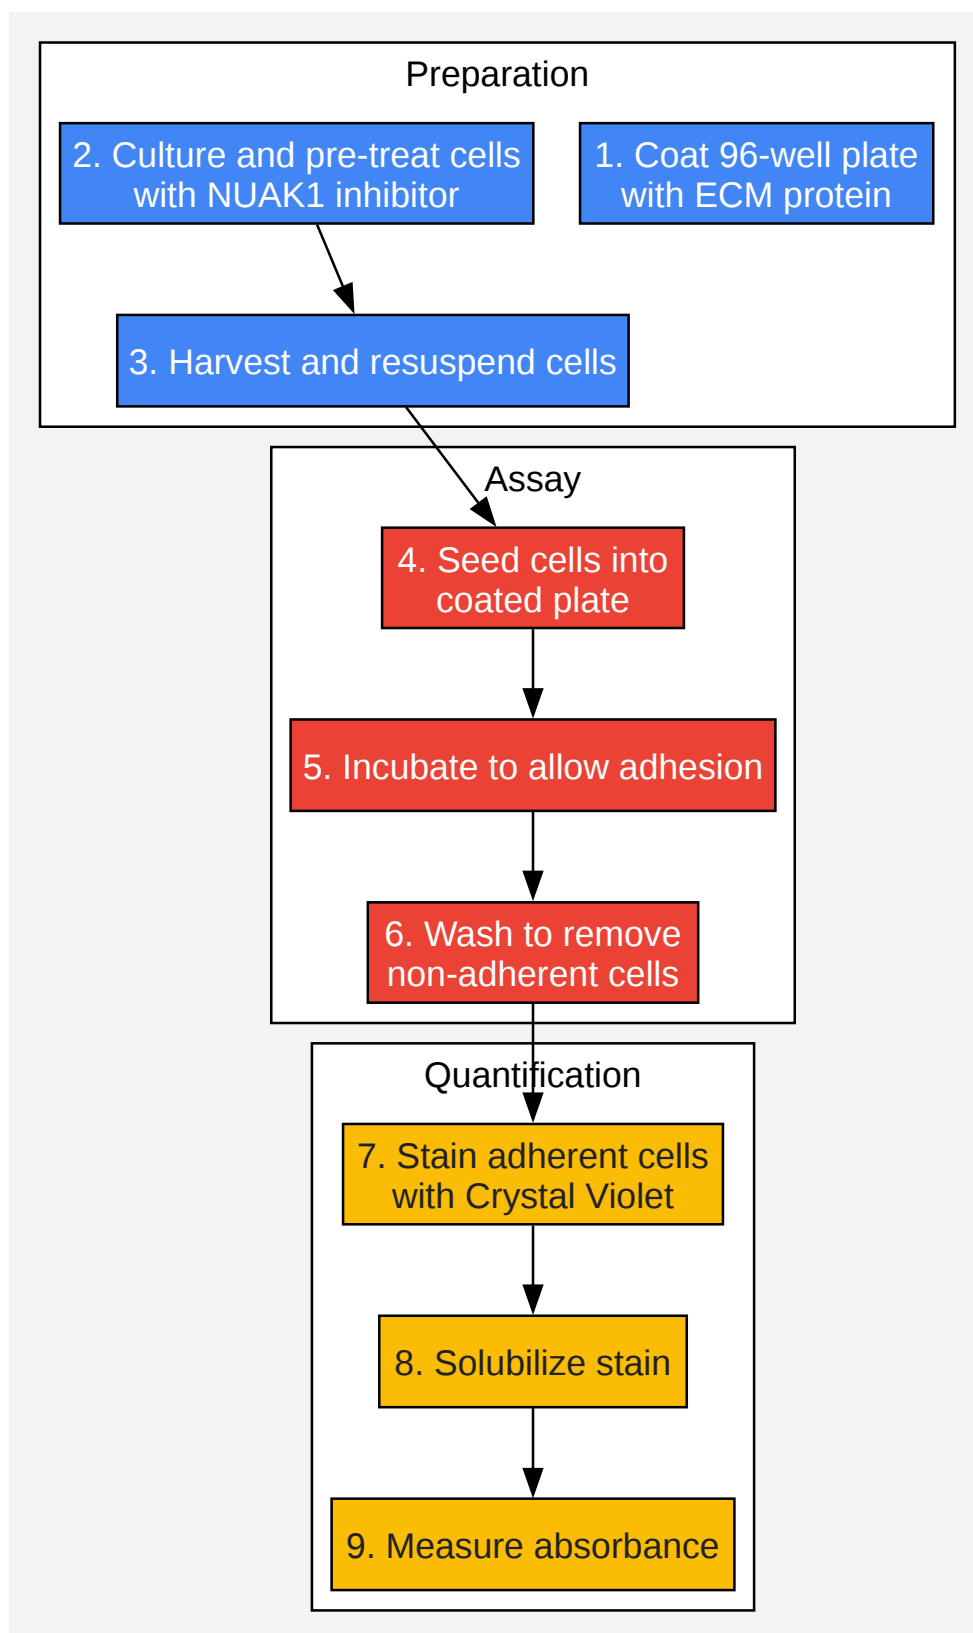 Preparation
2. Culture and pre-treat cells
with NUAK1 inhibitor
1. Coat 96-well plate
with ECM protein
3. Harvest and resuspend cells
Assay
4. Seed cells into
coated plate
5. Incubate to allow adhesion
6. Wash to remove
non-adherent cells
Quantification
7. Stain adherent cells
with Crystal Violet
8. Solubilize stain
9. Measure absorbance